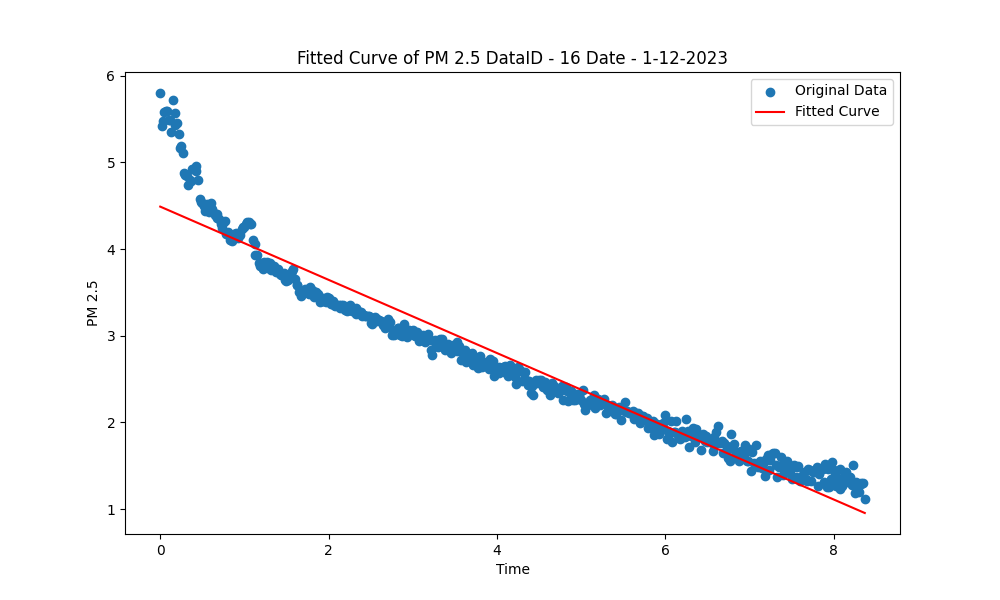 Fitted Curve of PM 2.5 DataID - 16 Date - 1-12-2023
Original Data
Fitted Curve
6
5
4
3
2
1
PM 2.5
0 2 4 6 8
Time